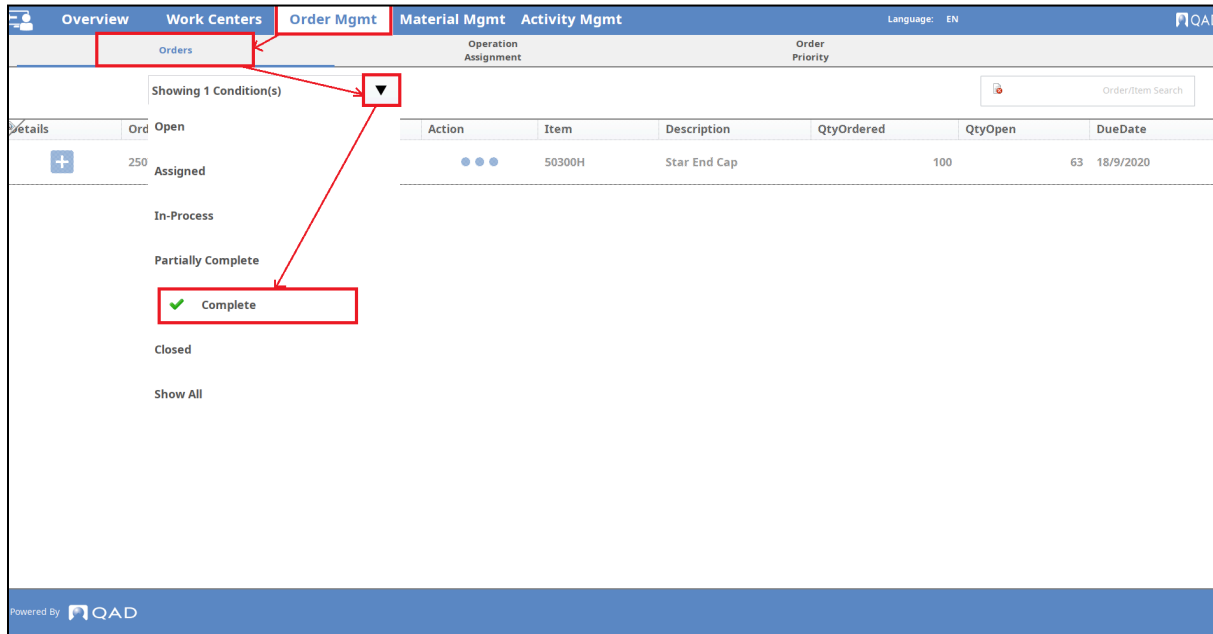 Overview Work Centers Order Mgmt Material Mgmt Activity Mgmt Language: EN QAD
Orders Operation Assignment Order Priority
Showing 1 Condition(s) ▼ Order/Item Search
Details Ord Action Item Description QtyOrdered QtyOpen DueDate
250 50300H Star End Cap 100 63 18/9/2020
Open
Assigned
In-Process
Partially Complete
Complete
Closed
Show All
Powered By QAD